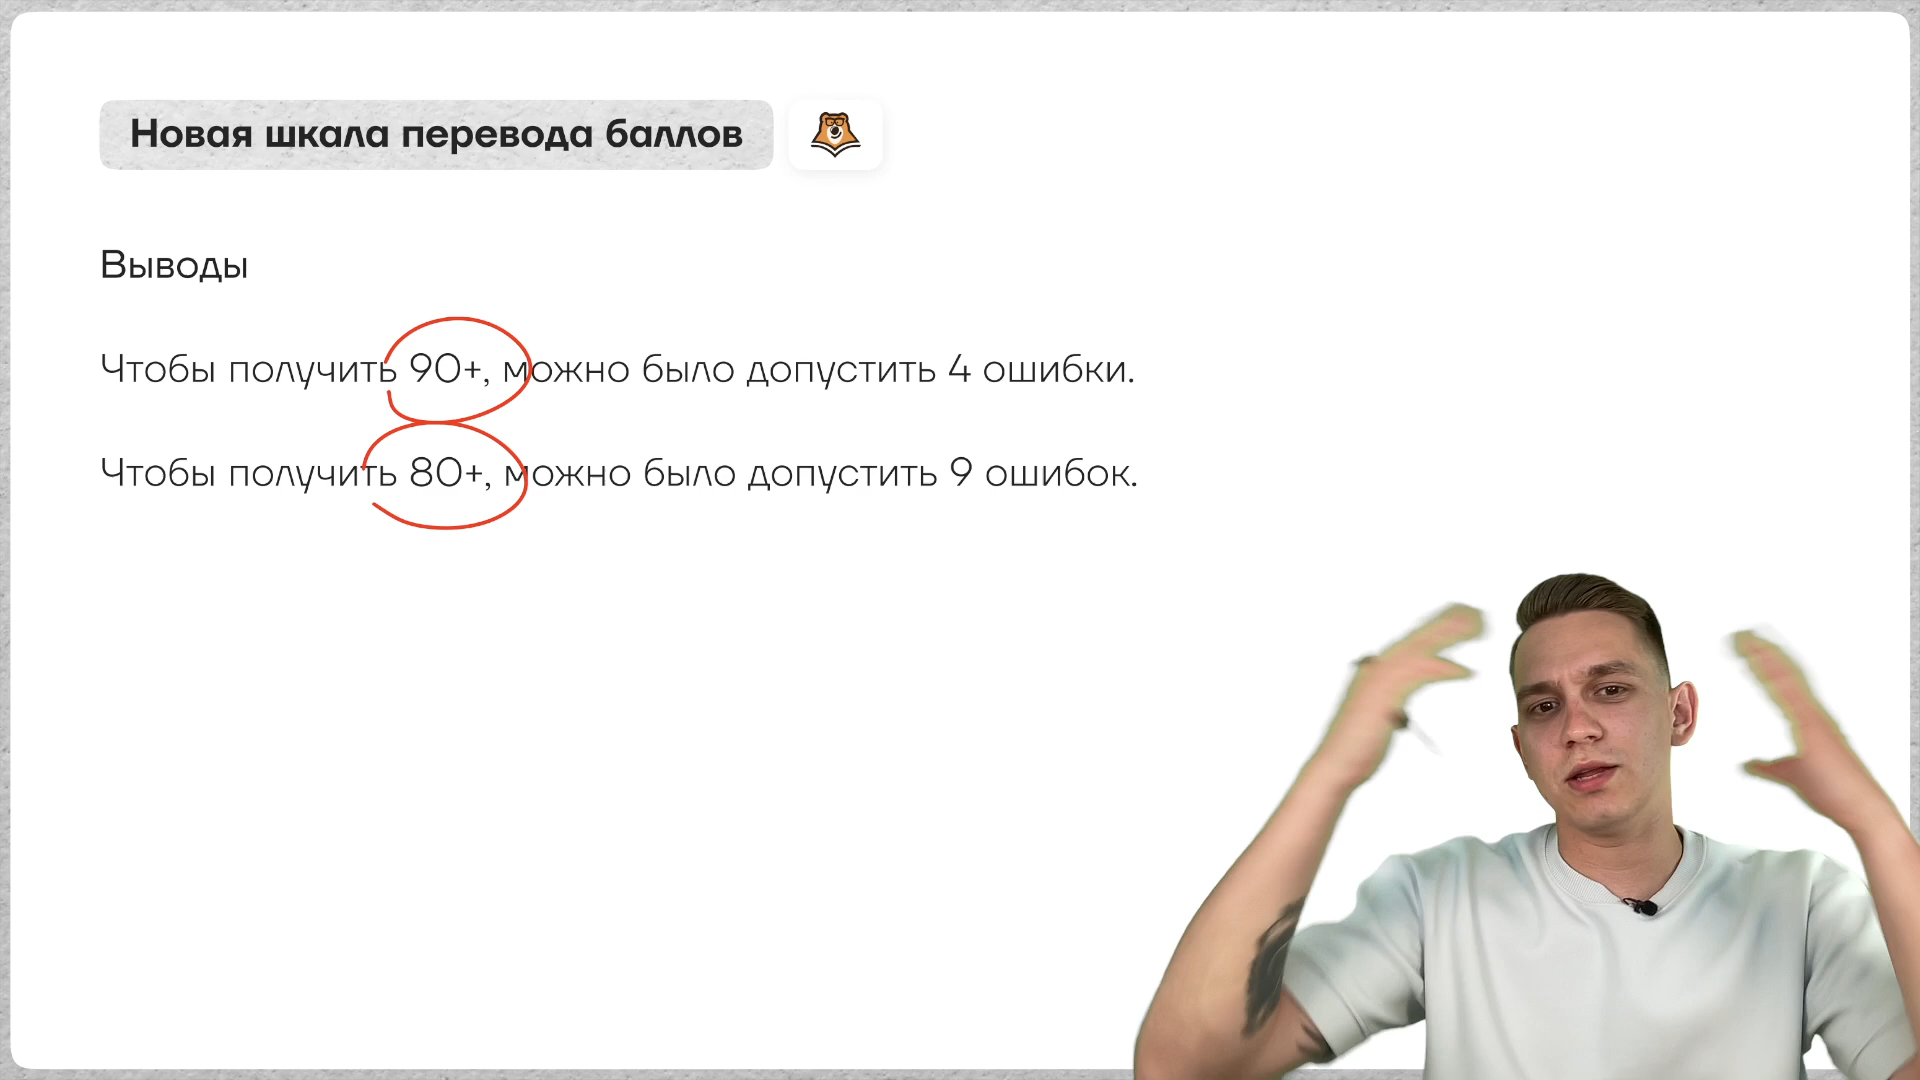 Новая шкала перевода баллов
Выводы
Чтобы получить 90+, можно было допустить 4 ошибки.
Чтобы получить 80+, можно было допустить 9 ошибок.